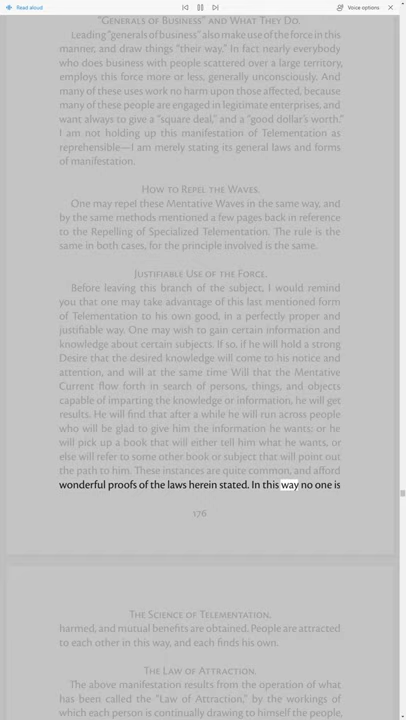 Read aloud
Voice options
"Generals of Business" and What They Do.
Leading "generals of business" also make use of the force in this
manner, and draw things "their way." In fact nearly everybody
who does business with people scattered over a large territory,
employs this force more or less, generally unconsciously. And
many of these uses work no harm upon those affected, because
many of these people are engaged in legitimate enterprises, and
want always to give a "square deal," and a "good dollar's worth."
I am not holding up this manifestation of Telementation as
reprehensible—I am merely stating its general laws and forms
of manifestation.
How to Repel the Waves.
One may repel these Mentative Waves in the same way, and
by the same methods mentioned a few pages back in reference
to the Repelling of Specialized Telementation. The rule is the
same in both cases, for the principle involved is the same.
Justifiable Use of the Force.
Before leaving this branch of the subject, I would remind
you that one may take advantage of this last mentioned form
of Telementation to his own good, in a perfectly proper and
justifiable way. One may wish to gain certain information and
knowledge about certain subjects. If so, if he will hold a strong
Desire that the desired knowledge will come to his notice and
attention, and will at the same time Will that the Mentative
Current flow forth in search of persons, things, and objects
capable of imparting the knowledge or information, he will get
results. He will find that after a while he will run across people
who will be glad to give him the information he wants; or he
will pick up a book that will either tell him what he wants, or
else will refer to some other book or subject that will point out
the path to him. These instances are quite common, and afford
wonderful proofs of the laws herein stated. In this way no one is
176
The Science of Telementation.
harmed, and mutual benefits are obtained. People are attracted
to each other in this way, and each finds his own.
The Law of Attraction.
The above manifestation results from the operation of what
has been called the "Law of Attraction," by the workings of
which each person is continually drawing to himself the people,